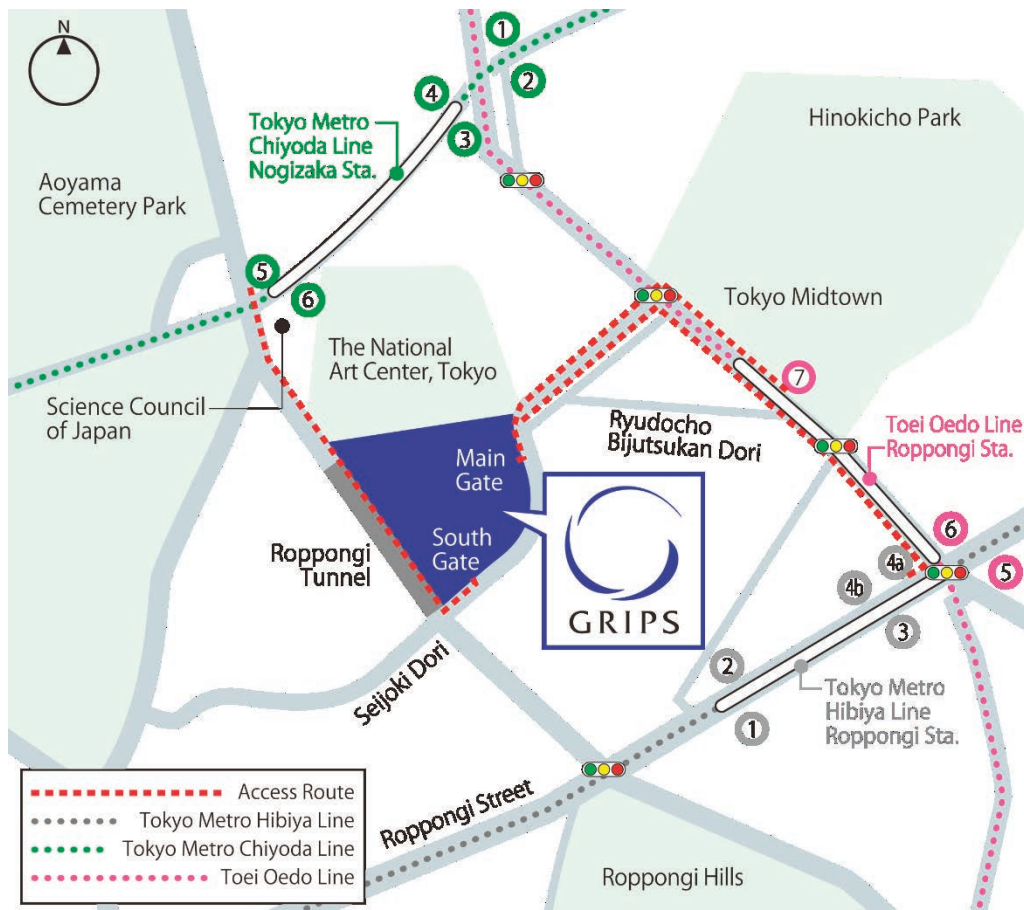 N
1
2
4
3
Tokyo Metro
Chiyoda Line
Nogizaka Sta.
Hinokicho Park
Aoyama
Cemetery Park
5
6
The National
Art Center, Tokyo
Tokyo Midtown
Science Council
of Japan
7
Ryudocho
Bijutsukan Dori
Toei Oedo Line
Roppongi Sta.
Main
Gate
South
Gate
Roppongi
Tunnel
GRIPS
6
5
4a
4b
3
2
1
Seijoki Dori
Tokyo Metro
Hibiya Line
Roppongi Sta.
Roppongi Street
Roppongi Hills
Access Route
Tokyo Metro Hibiya Line
Tokyo Metro Chiyoda Line
Toei Oedo Line